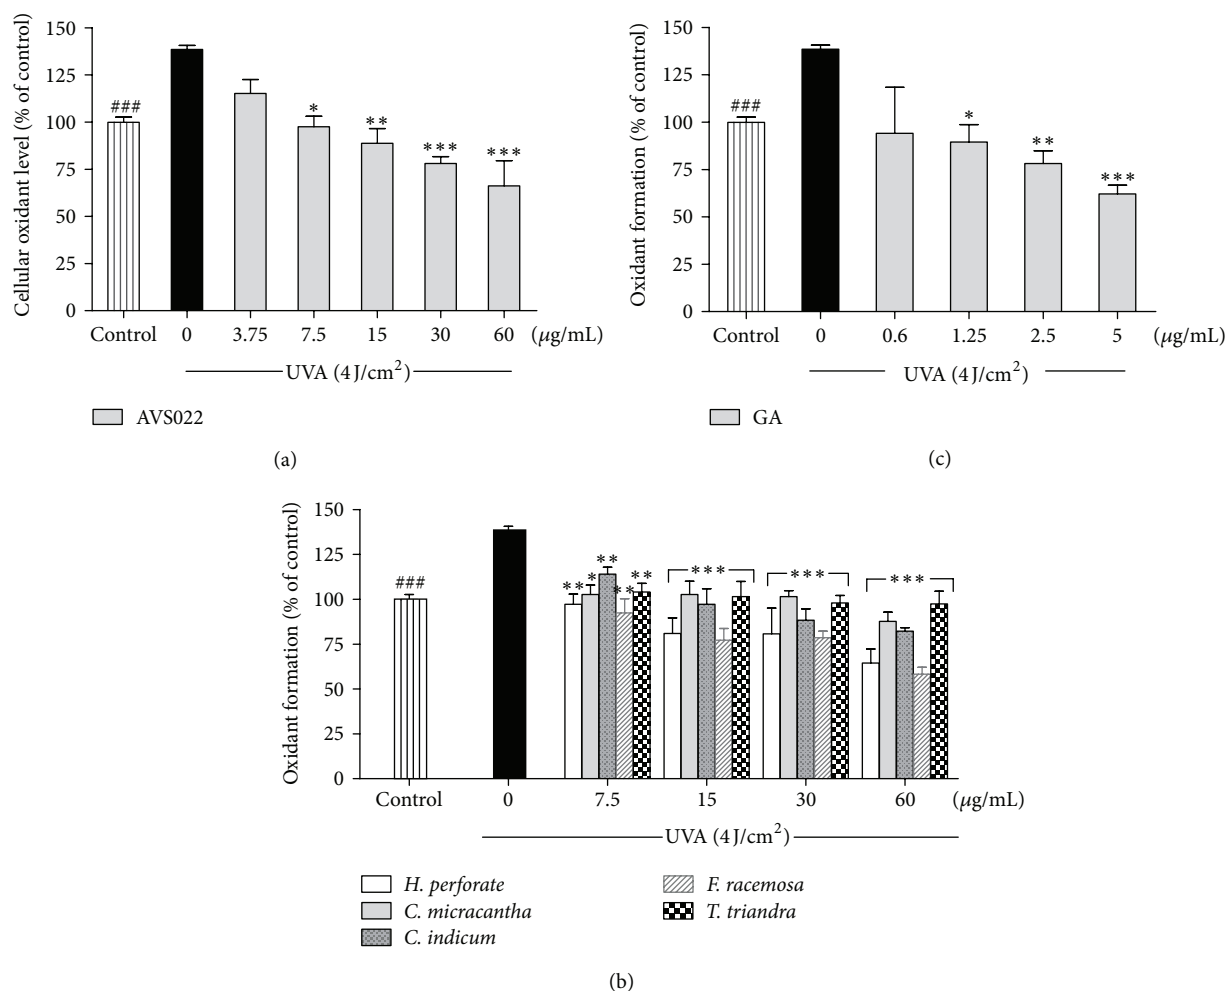 Cellular oxidant level (% of control)
150
125
100
75
50
25
0
###
*
**
***
***
Control 0 3.75 7.5 15 30 60 (μg/mL)
UVA (4 J/cm²)
AVS022
(a)
Oxidant formation (% of control)
150
125
100
75
50
25
0
###
*
**
***
Control 0 0.6 1.25 2.5 5 (μg/mL)
UVA (4 J/cm²)
GA
(c)
Oxidant formation (% of control)
150
125
100
75
50
25
0
###
**
*
**
**
**
***
***
***
Control 0 7.5 15 30 60 (μg/mL)
UVA (4 J/cm²)
H. perforate
C. micracantha
C. indicum
F. racemosa
T. triandra
(b)